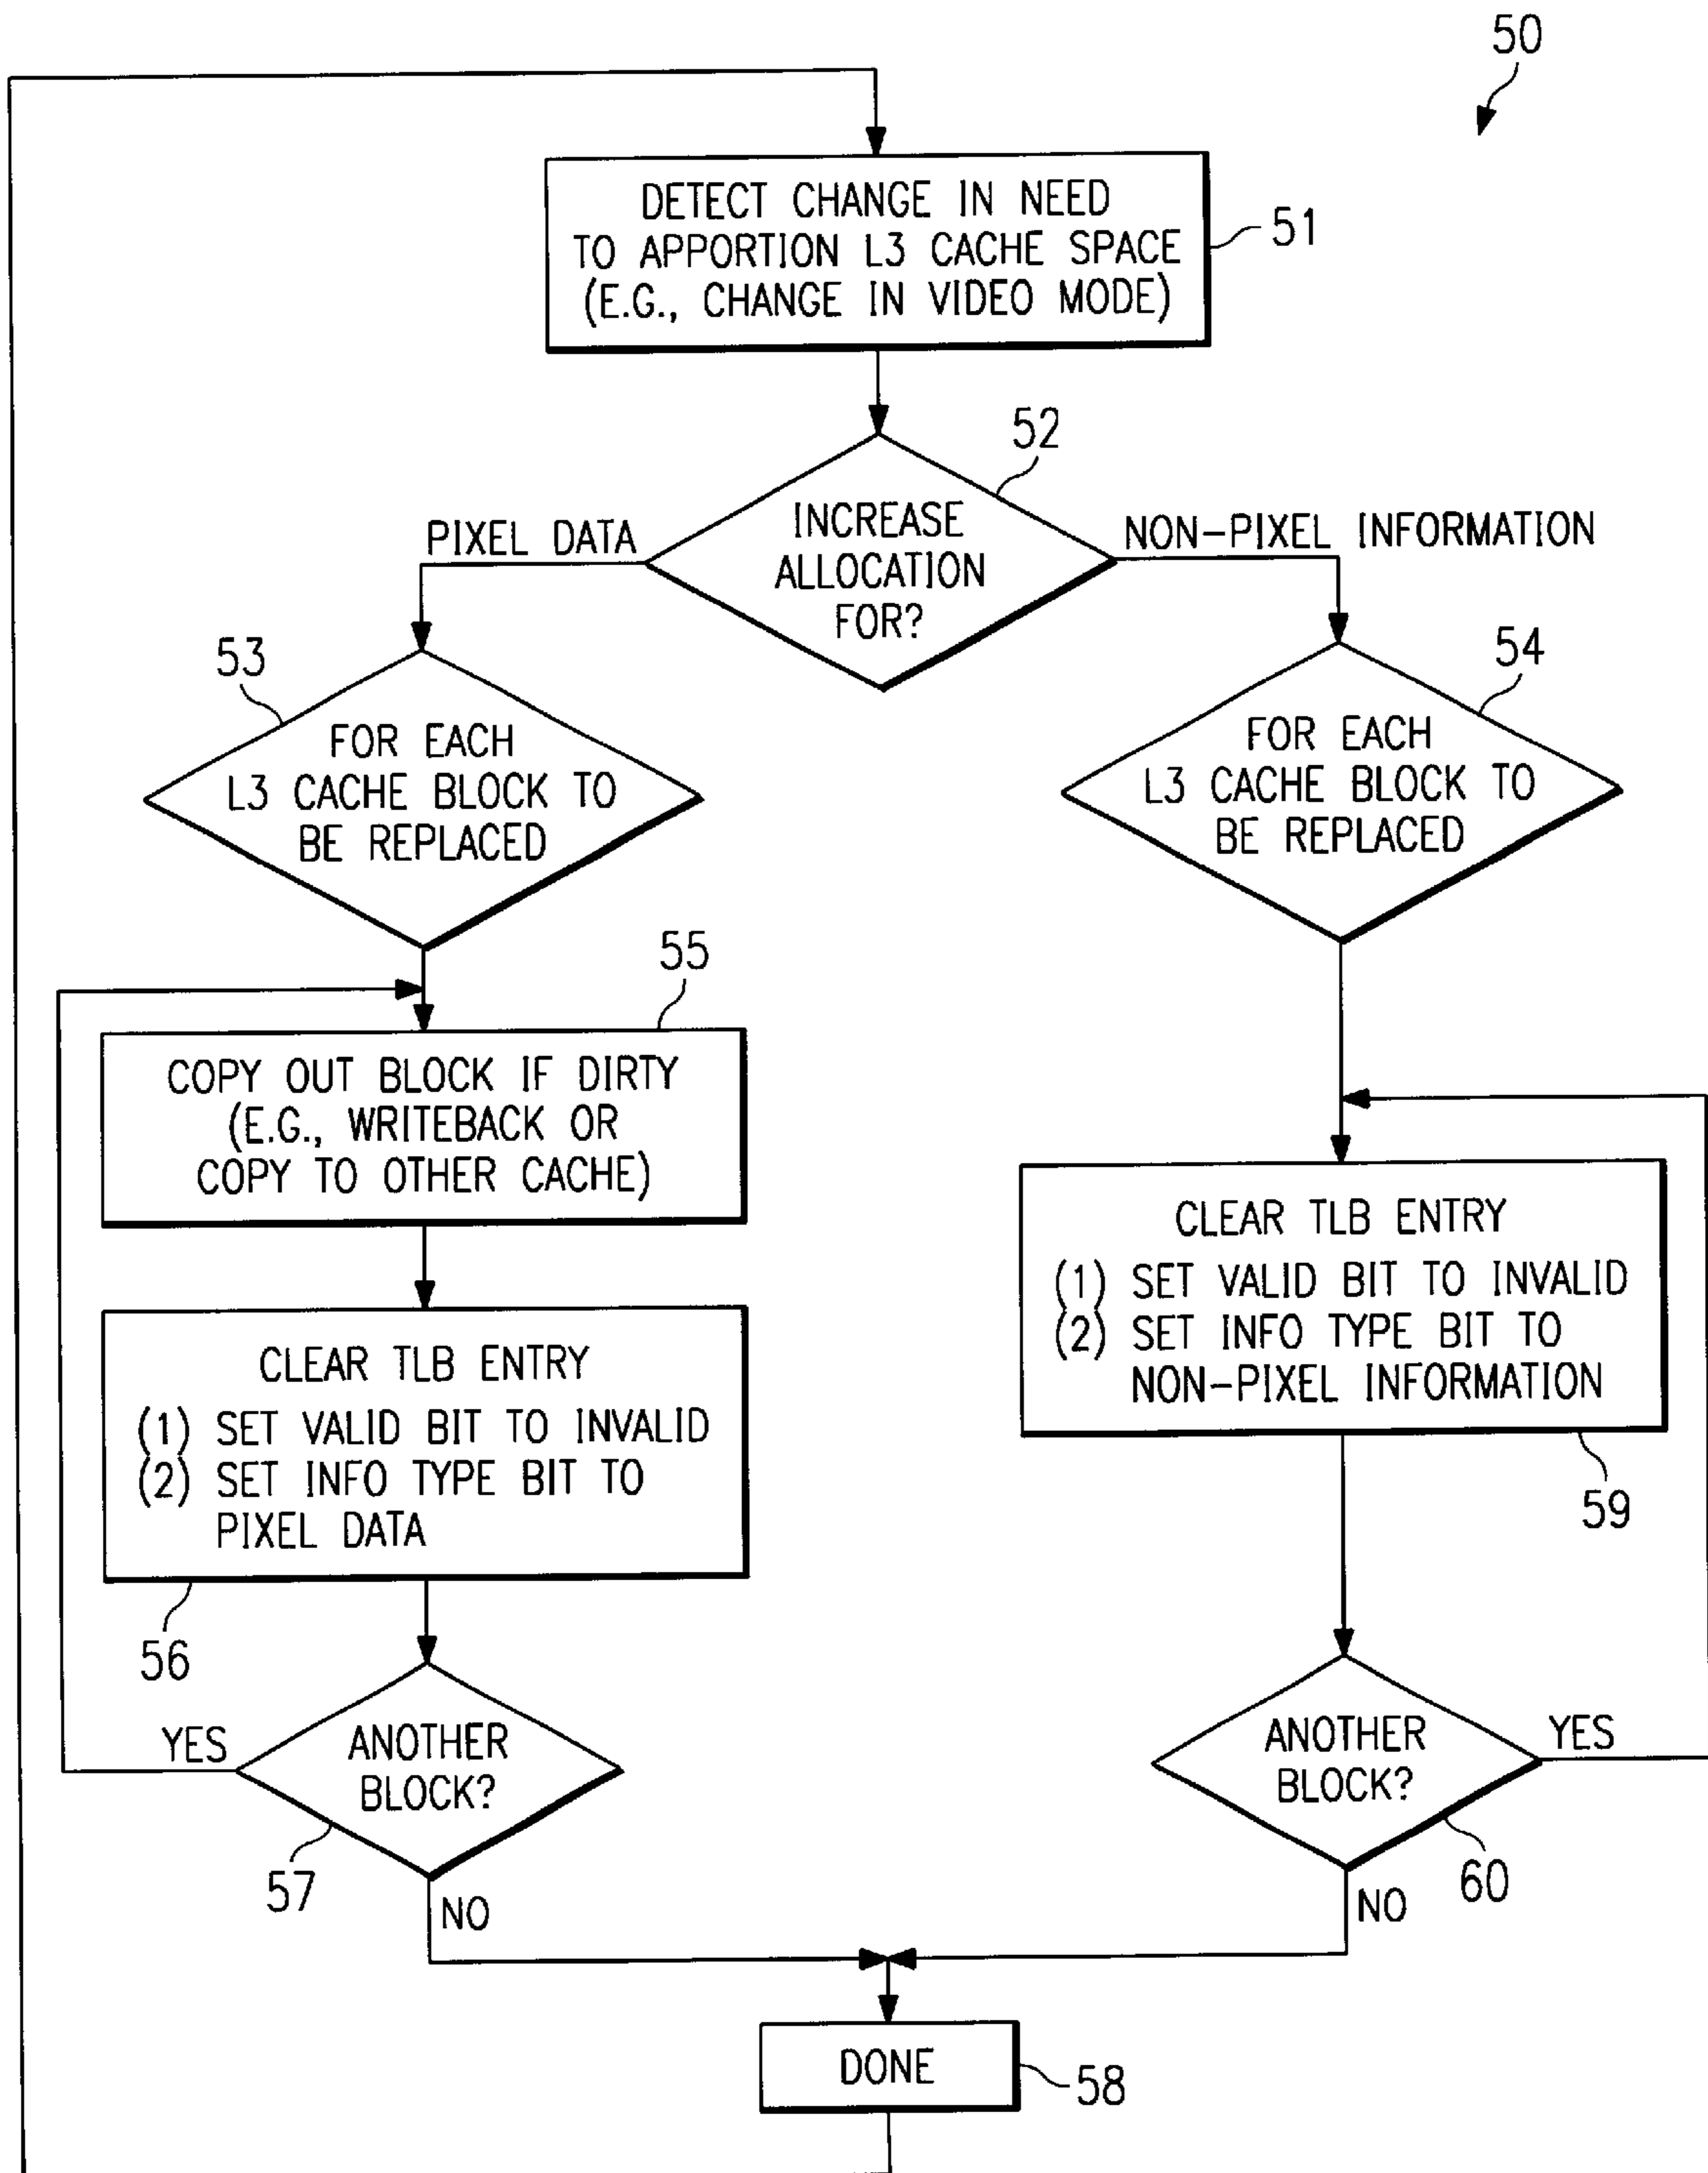 50
DETECT CHANGE IN NEED
TO APPORTION L3 CACHE SPACE
(E.G., CHANGE IN VIDEO MODE)
51
52
INCREASE
ALLOCATION
FOR?
PIXEL DATA
NON-PIXEL INFORMATION
53
FOR EACH
L3 CACHE BLOCK TO
BE REPLACED
54
FOR EACH
L3 CACHE BLOCK TO
BE REPLACED
55
COPY OUT BLOCK IF DIRTY
(E.G., WRITEBACK OR
COPY TO OTHER CACHE)
CLEAR TLB ENTRY
(1) SET VALID BIT TO INVALID
(2) SET INFO TYPE BIT TO
PIXEL DATA
56
CLEAR TLB ENTRY
(1) SET VALID BIT TO INVALID
(2) SET INFO TYPE BIT TO
NON-PIXEL INFORMATION
59
YES
ANOTHER
BLOCK?
57
NO
ANOTHER
BLOCK?
YES
60
NO
DONE
58